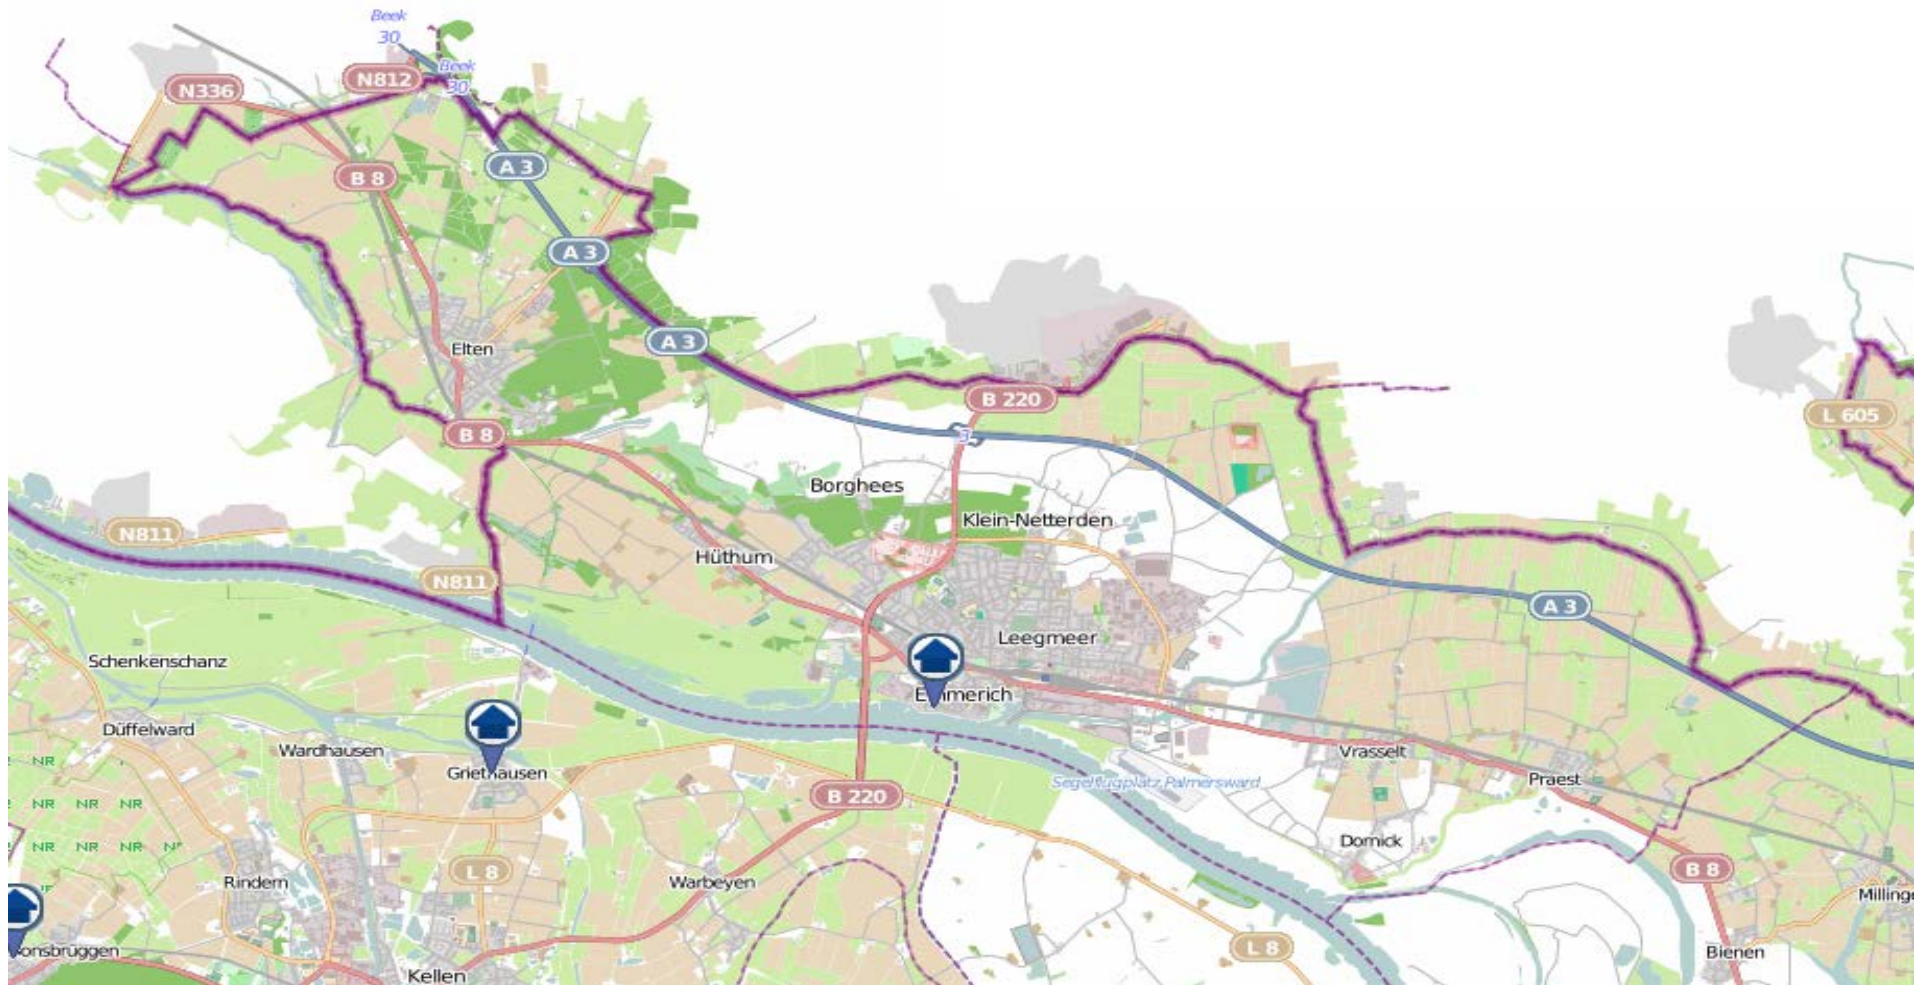 Beek
30
Beek
30
N812
N336
A 3
B 8
A 3
A 3
Elten
B 220
L 605
B 8
3
Borghees
Klein-Netterden
N811
Hüthum
N811
A 3
Leegmeer
Schenkenschanz
Emmerich
Düffelward
Wardhausen
Vrasselt
NR
Griethausen
Praest
Segelflugplatz Palmersward
B 220
NR NR NR
Dornick
NR NR NR
L 8
B 8
Rindern
Warbeyen
Millinge
L 8
onsbrüggen
Bienen
Kellen